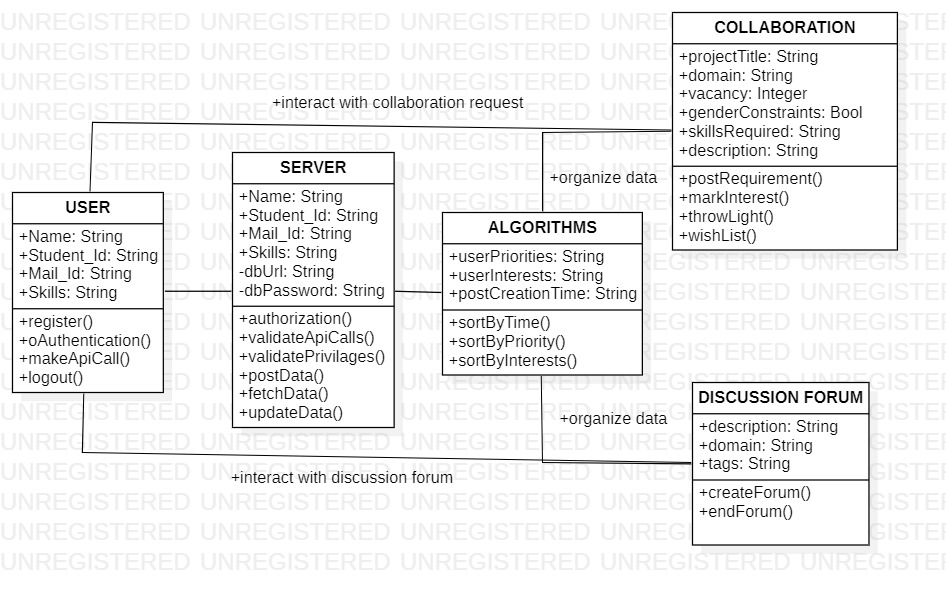 COLLABORATION
+projectTitle: String
+domain: String
+vacancy: Integer
+genderConstraints: Bool
+skillsRequired: String
+description: String
+postRequirement()
+markInterest()
+throwLight()
+wishList()
+interact with collaboration request
SERVER
+Name: String
+Student_Id: String
+Mail_Id: String
+Skills: String
-dbUrl: String
-dbPassword: String
+authorization()
+validateApiCalls()
+validatePrivilages()
+postData()
+fetchData()
+updateData()
+organize data
USER
+Name: String
+Student_Id: String
+Mail_Id: String
+Skills: String
+register()
+oAuthentication()
+makeApiCall()
+logout()
ALGORITHMS
+userPriorities: String
+userInterests: String
+postCreationTime: String
+sortByTime()
+sortByPriority()
+sortByInterests()
+organize data
DISCUSSION FORUM
+description: String
+domain: String
+tags: String
+createForum()
+endForum()
+interact with discussion forum
UNREGISTERED